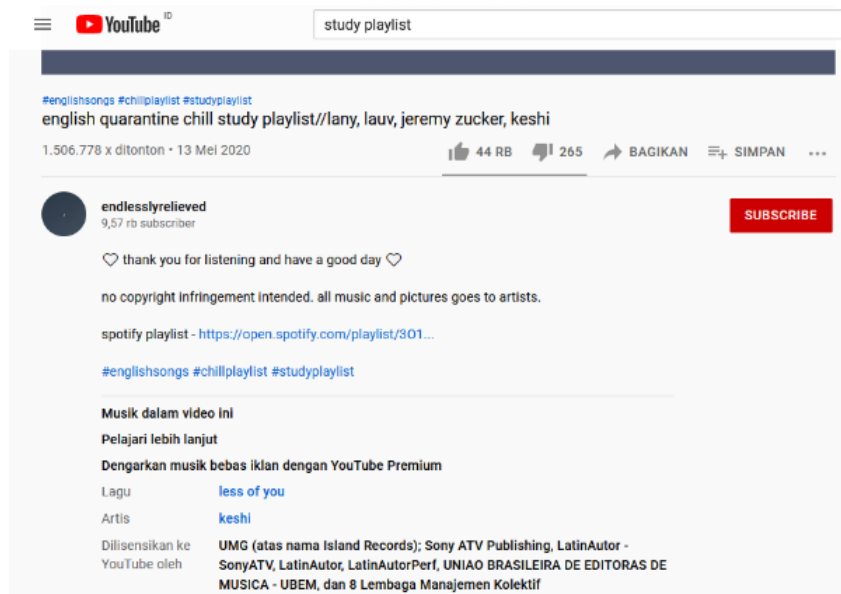 YouTube ID
study playlist
#englishsongs #chillplaylist #studyplaylist
english quarantine chill study playlist//lany, lauv, jeremy zucker, keshi
1.506.778 x ditonton • 13 Mei 2020
44 RB 265 BAGIKAN SIMPAN ...
endlesslyrelieved
9,57 rb subscriber
SUBSCRIBE
♡ thank you for listening and have a good day ♡
no copyright infringement intended. all music and pictures goes to artists.
spotify playlist - https://open.spotify.com/playlist/3O1...
#englishsongs #chillplaylist #studyplaylist
Musik dalam video ini
Pelajari lebih lanjut
Dengarkan musik bebas iklan dengan YouTube Premium
Lagu less of you
Artis keshi
Dilisensikan ke YouTube oleh
UMG (atas nama Island Records); Sony ATV Publishing, LatinAutor -
SonyATV, LatinAutor, LatinAutorPerf, UNIAO BRASILEIRA DE EDITORAS DE
MUSICA - UBEM, dan 8 Lembaga Manajemen Kolektif